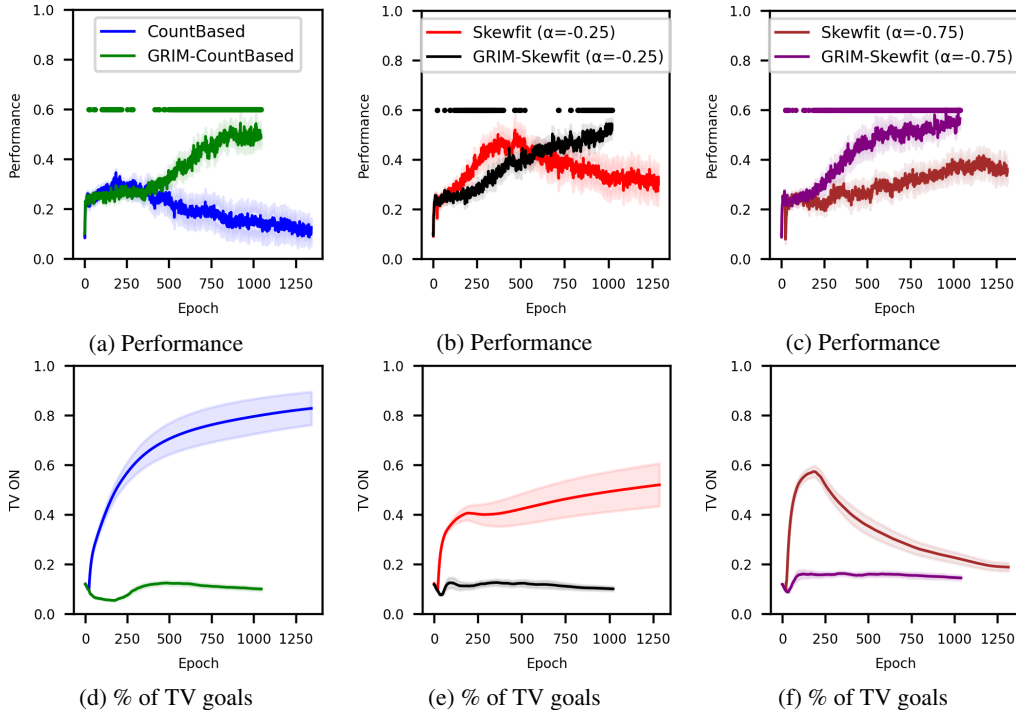 1.0
0.8
0.6
0.4
0.2
0.0
Performance
CountBased
GRIM-CountBased
0 250 500 750 1000 1250
Epoch
(a) Performance
1.0
0.8
0.6
0.4
0.2
0.0
Performance
Skewfit (α=-0.25)
GRIM-Skewfit (α=-0.25)
0 250 500 750 1000 1250
Epoch
(b) Performance
1.0
0.8
0.6
0.4
0.2
0.0
Performance
Skewfit (α=-0.75)
GRIM-Skewfit (α=-0.75)
0 250 500 750 1000 1250
Epoch
(c) Performance
1.0
0.8
0.6
0.4
0.2
0.0
TV ON
0 250 500 750 1000 1250
Epoch
(d) % of TV goals
1.0
0.8
0.6
0.4
0.2
0.0
TV ON
0 250 500 750 1000 1250
Epoch
(e) % of TV goals
1.0
0.8
0.6
0.4
0.2
0.0
TV ON
0 250 500 750 1000 1250
Epoch
(f) % of TV goals